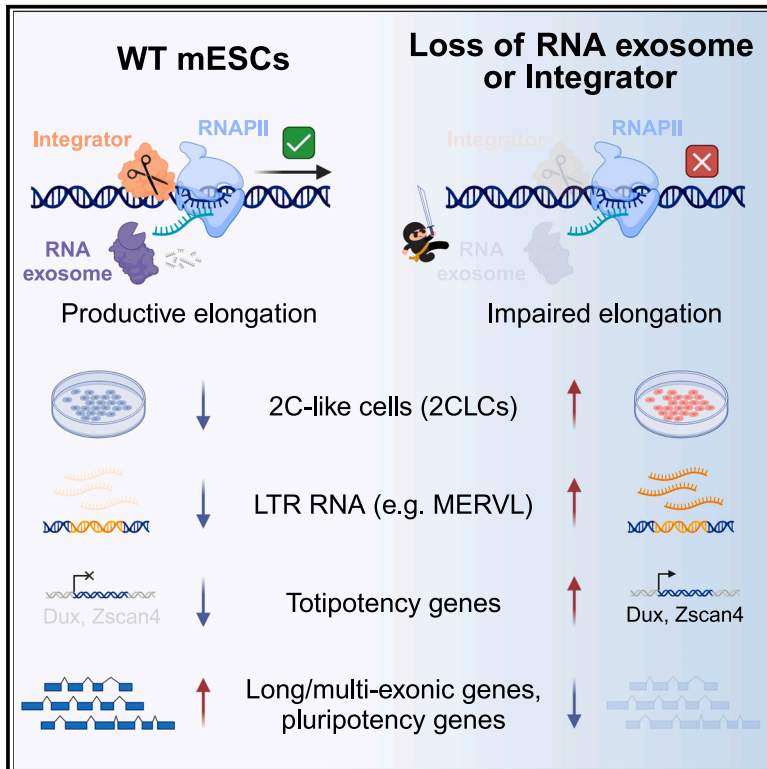 WT mESCs
Loss of RNA exosome
or Integrator
Integrator
RNAPII
RNA
exosome
Productive elongation
Integrator
RNAPII
RNA
exosome
Impaired elongation
2C-like cells (2CLCs)
LTR RNA (e.g. MERVL)
Dux, Zscan4
Totipotency genes
Dux, Zscan4
Long/multi-exonic genes,
pluripotency genes